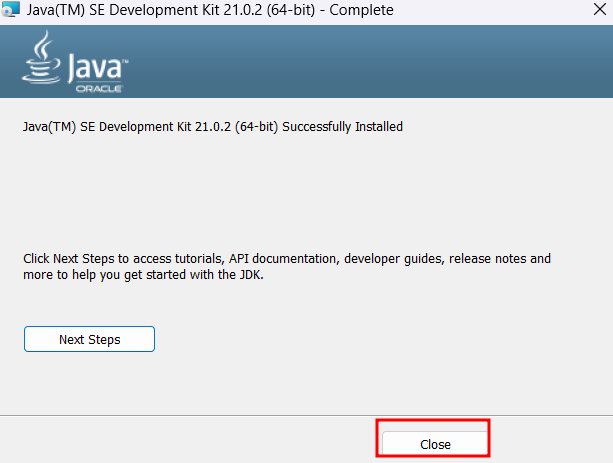 Java(TM) SE Development Kit 21.0.2 (64-bit) - Complete
Java™
ORACLE
Java(TM) SE Development Kit 21.0.2 (64-bit) Successfully Installed
Click Next Steps to access tutorials, API documentation, developer guides, release notes and
more to help you get started with the JDK.
Next Steps
Close